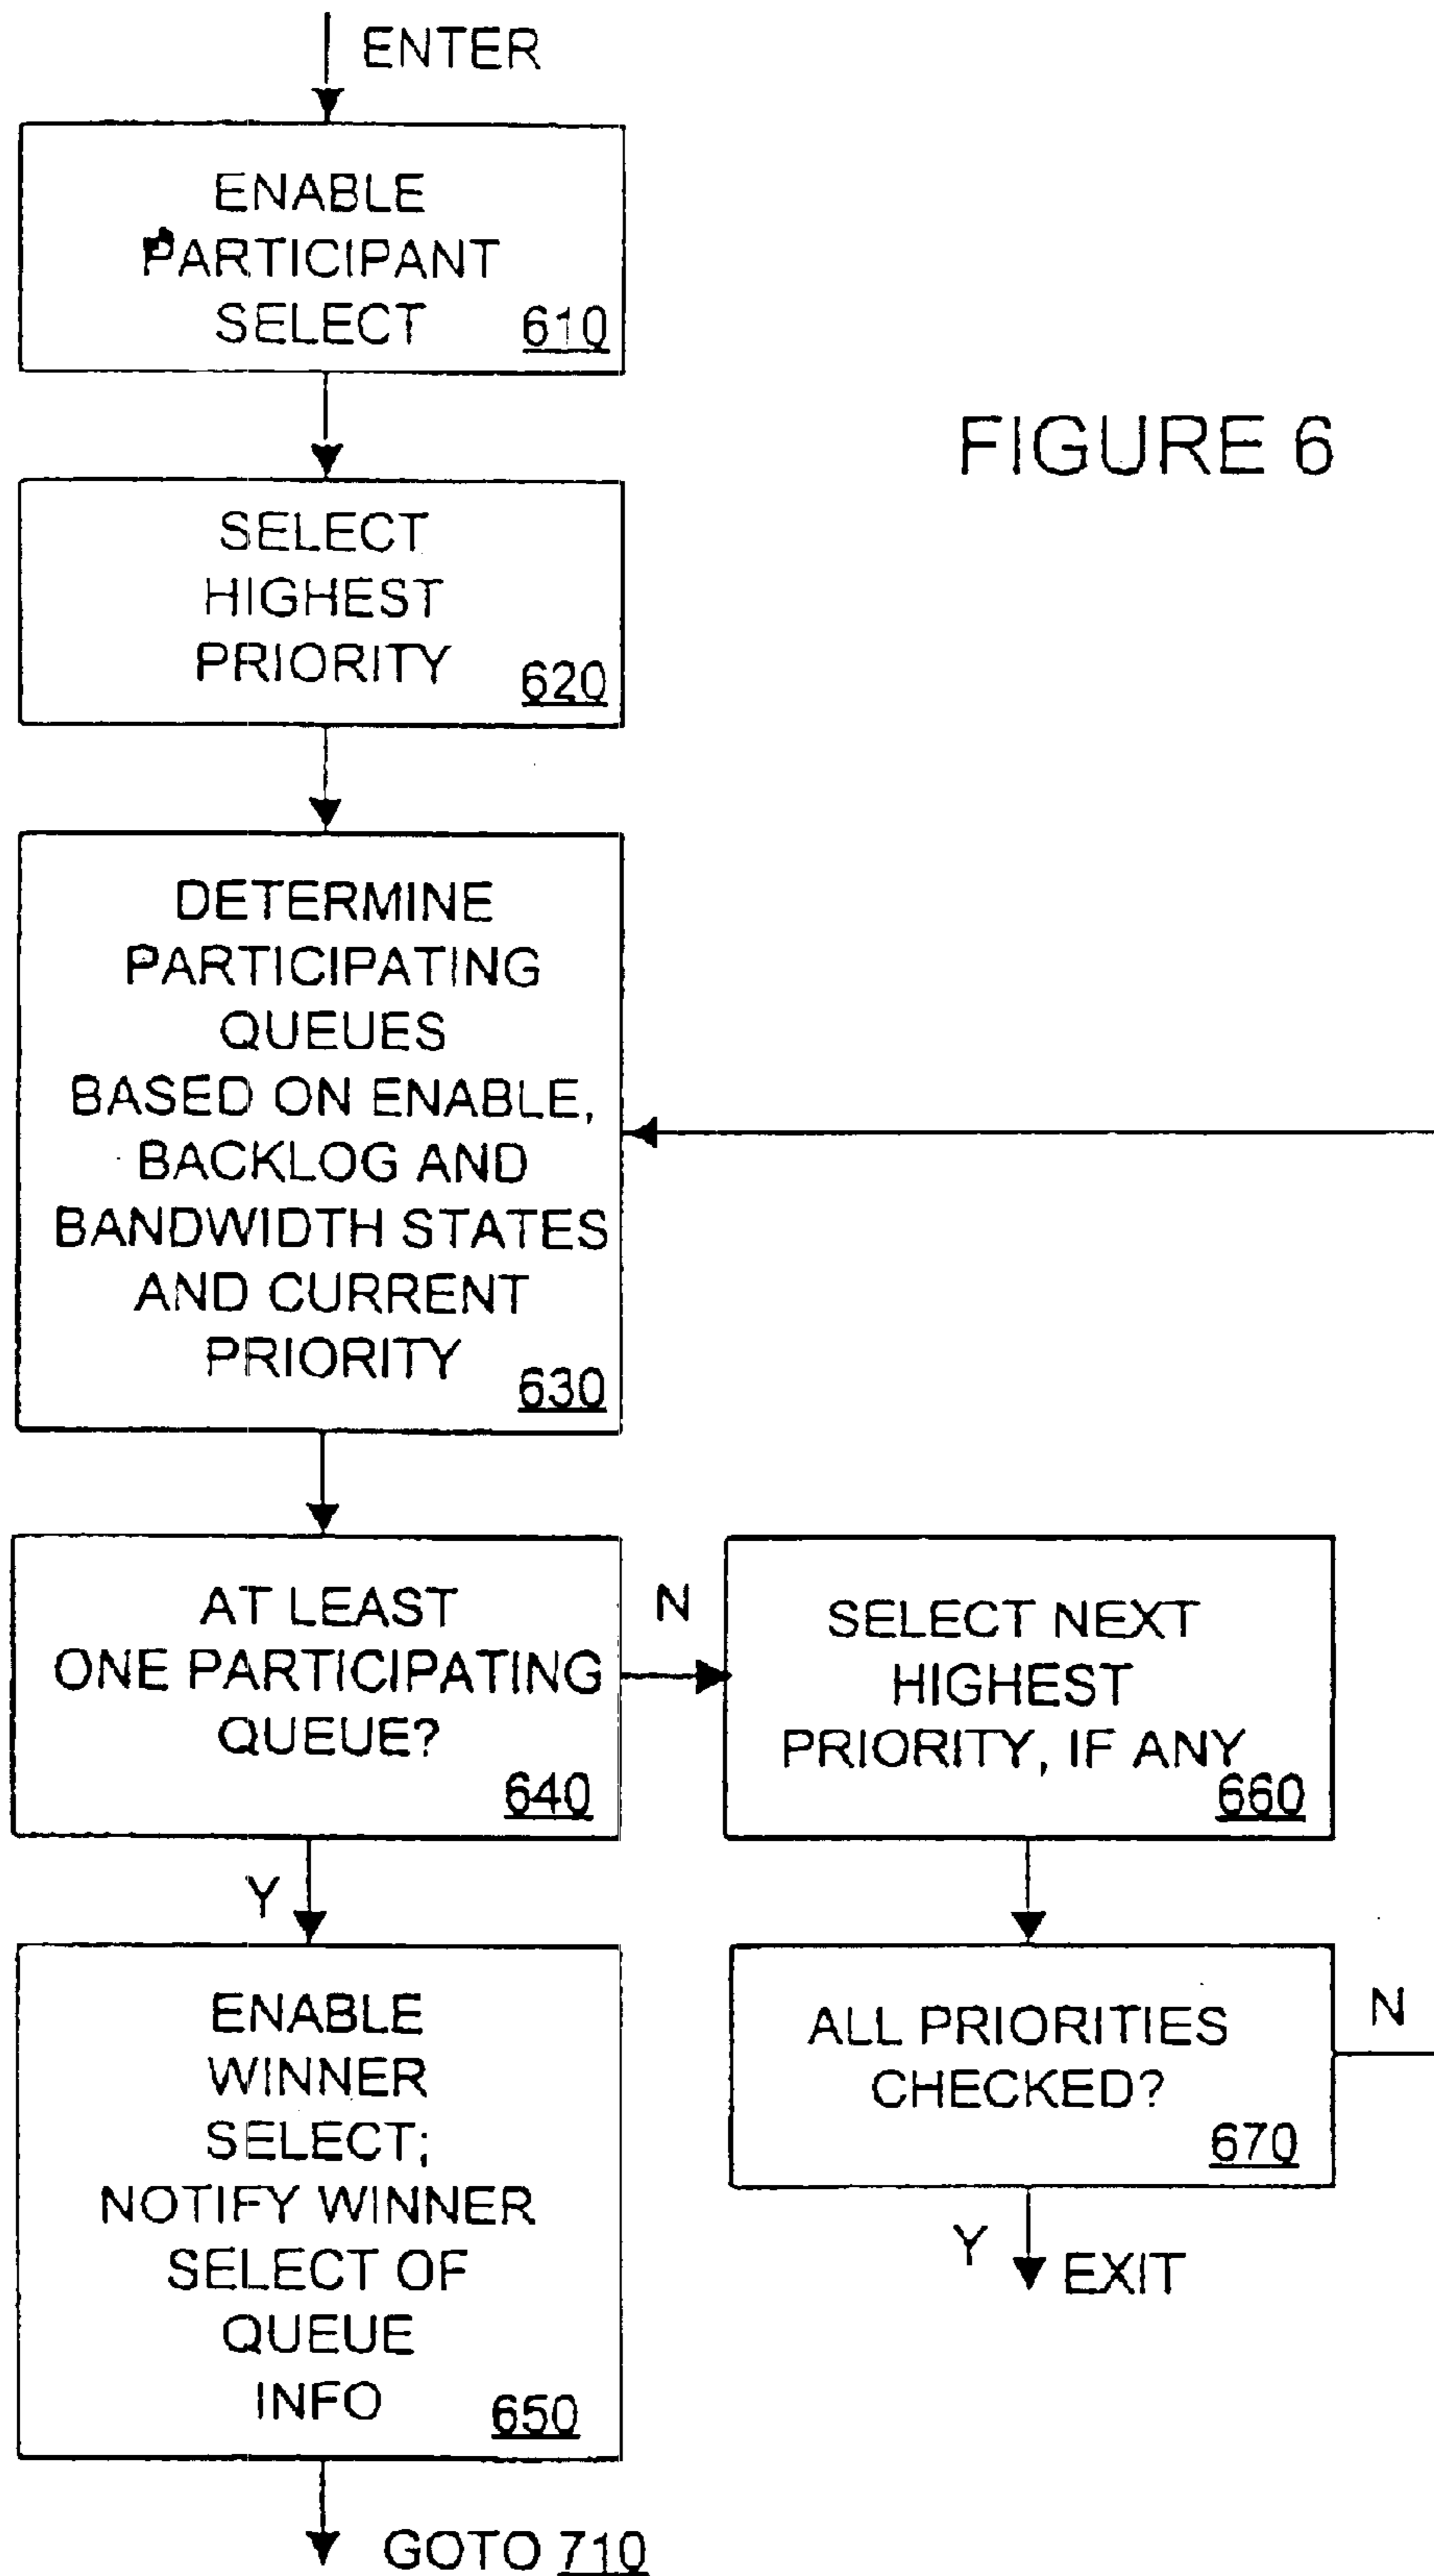 ENTER
ENABLE
PARTICIPANT
SELECT
610
FIGURE 6
SELECT
HIGHEST
PRIORITY
620
DETERMINE
PARTICIPATING
QUEUES
BASED ON ENABLE,
BACKLOG AND
BANDWIDTH STATES
AND CURRENT
PRIORITY
630
AT LEAST
ONE PARTICIPATING
QUEUE?
640
N
SELECT NEXT
HIGHEST
PRIORITY, IF ANY
660
Y
ENABLE
WINNER
SELECT;
NOTIFY WINNER
SELECT OF
QUEUE
INFO
650
ALL PRIORITIES
CHECKED?
670
N
Y
EXIT
GOTO 710